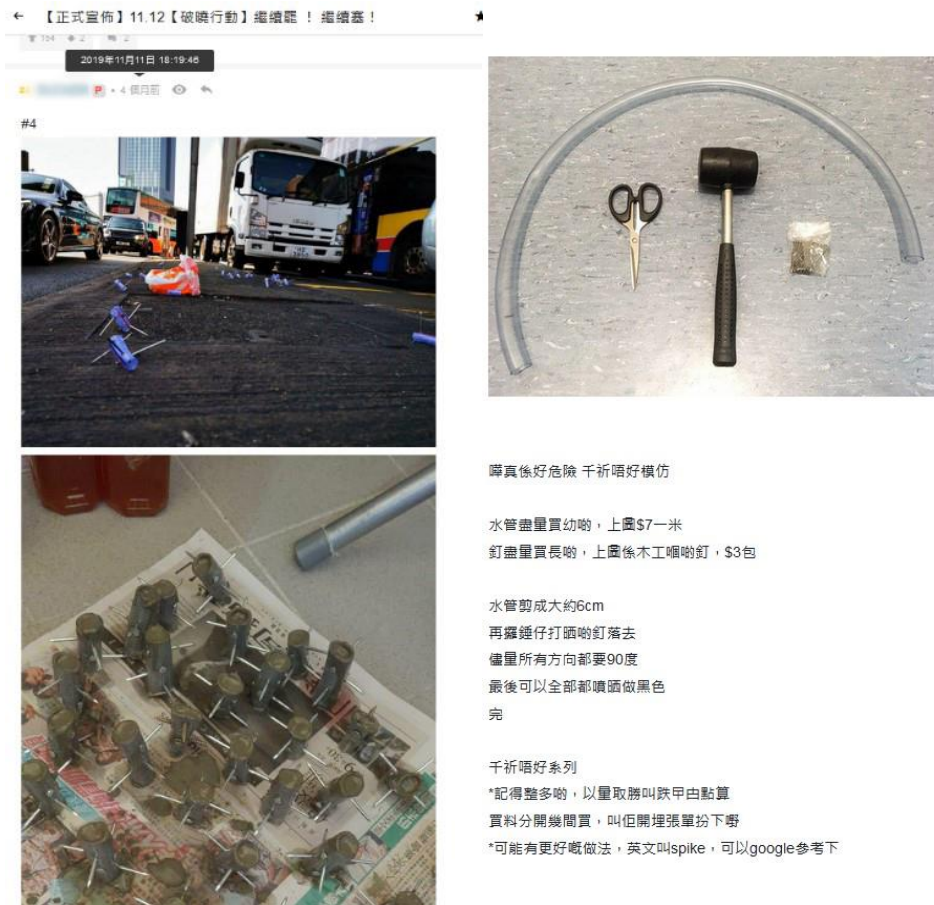 ← 【正式宣佈】11.12【破曉行動】繼續罷 ！ 繼續塞！ ★
2019年11月11日 18:19:46
P • 4 個月前
#4
嘩真係好危險 千祈唔好模仿
水管盡量買幼啲，上圖$7一米
釘盡量買長啲，上圖係木工嗰啲釘，$3包
水管剪成大約6cm
再攞錘仔打晒啲釘落去
儘量所有方向都要90度
最後可以全部都噴晒做黑色
完
千祈唔好系列
*記得整多啲，以量取勝叫跌曱甴點算
買料分開幾間買，叫佢開埋張單扮下嘢
*可能有更好嘅做法，英文叫spike，可以google參考下